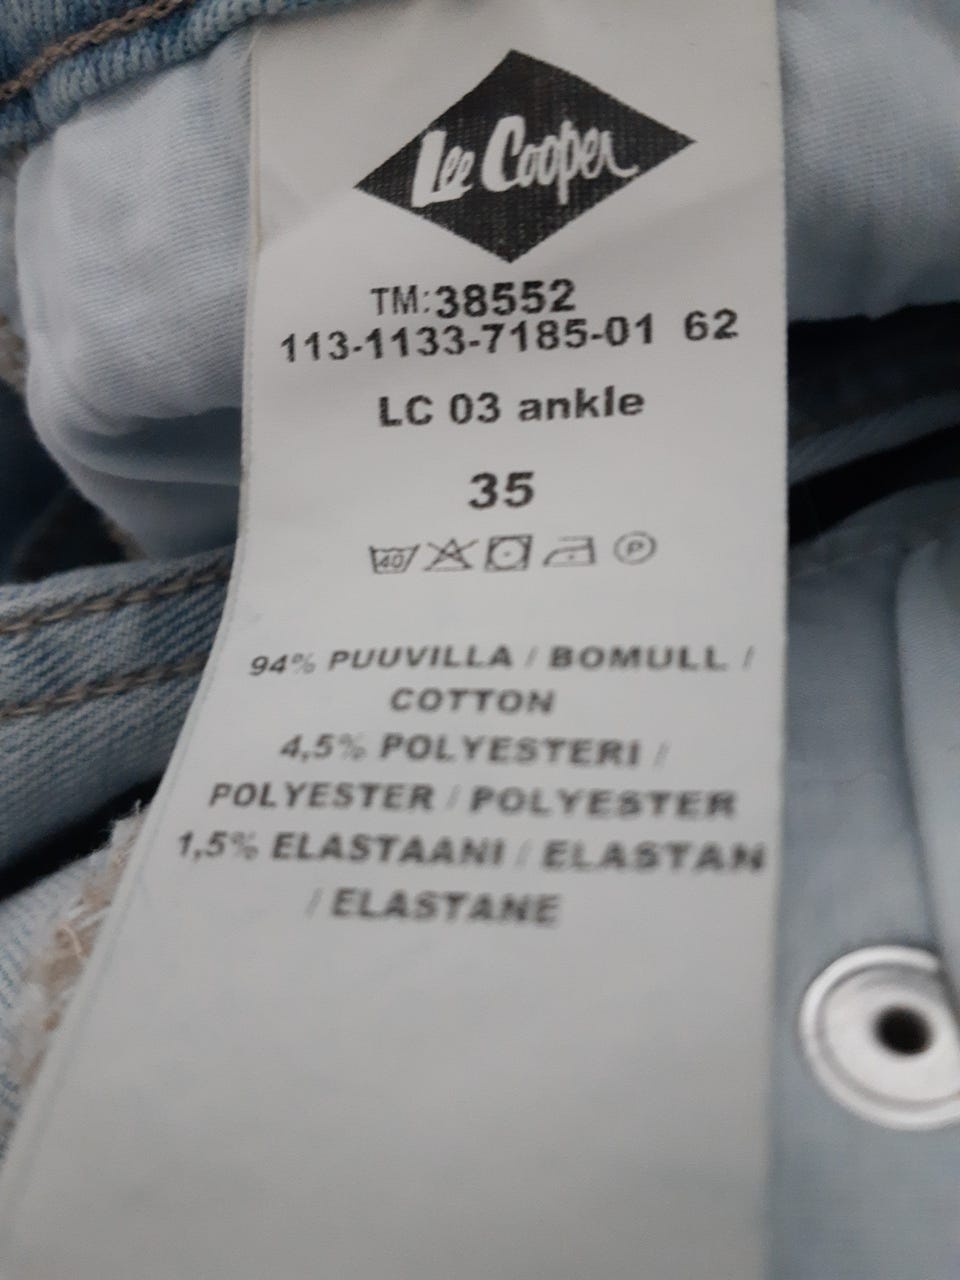 Lee Cooper
TM:38552
113-1133-7185-01 62
LC 03 ankle
35
40 P
94% PUUVILLA / BOMULL /
COTTON
4,5% POLYESTERI /
POLYESTER / POLYESTER
1,5% ELASTAANI / ELASTAN
/ ELASTANE